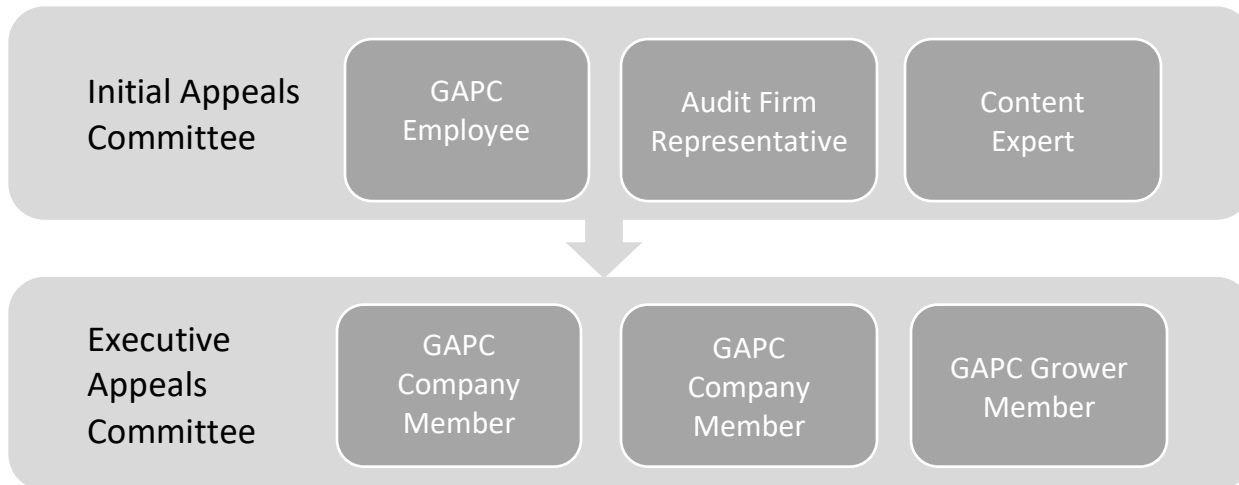 Initial Appeals
Committee
GAPC
Employee
Audit Firm
Representative
Content
Expert
Executive
Appeals
Committee
GAPC
Company
Member
GAPC
Company
Member
GAPC Grower
Member